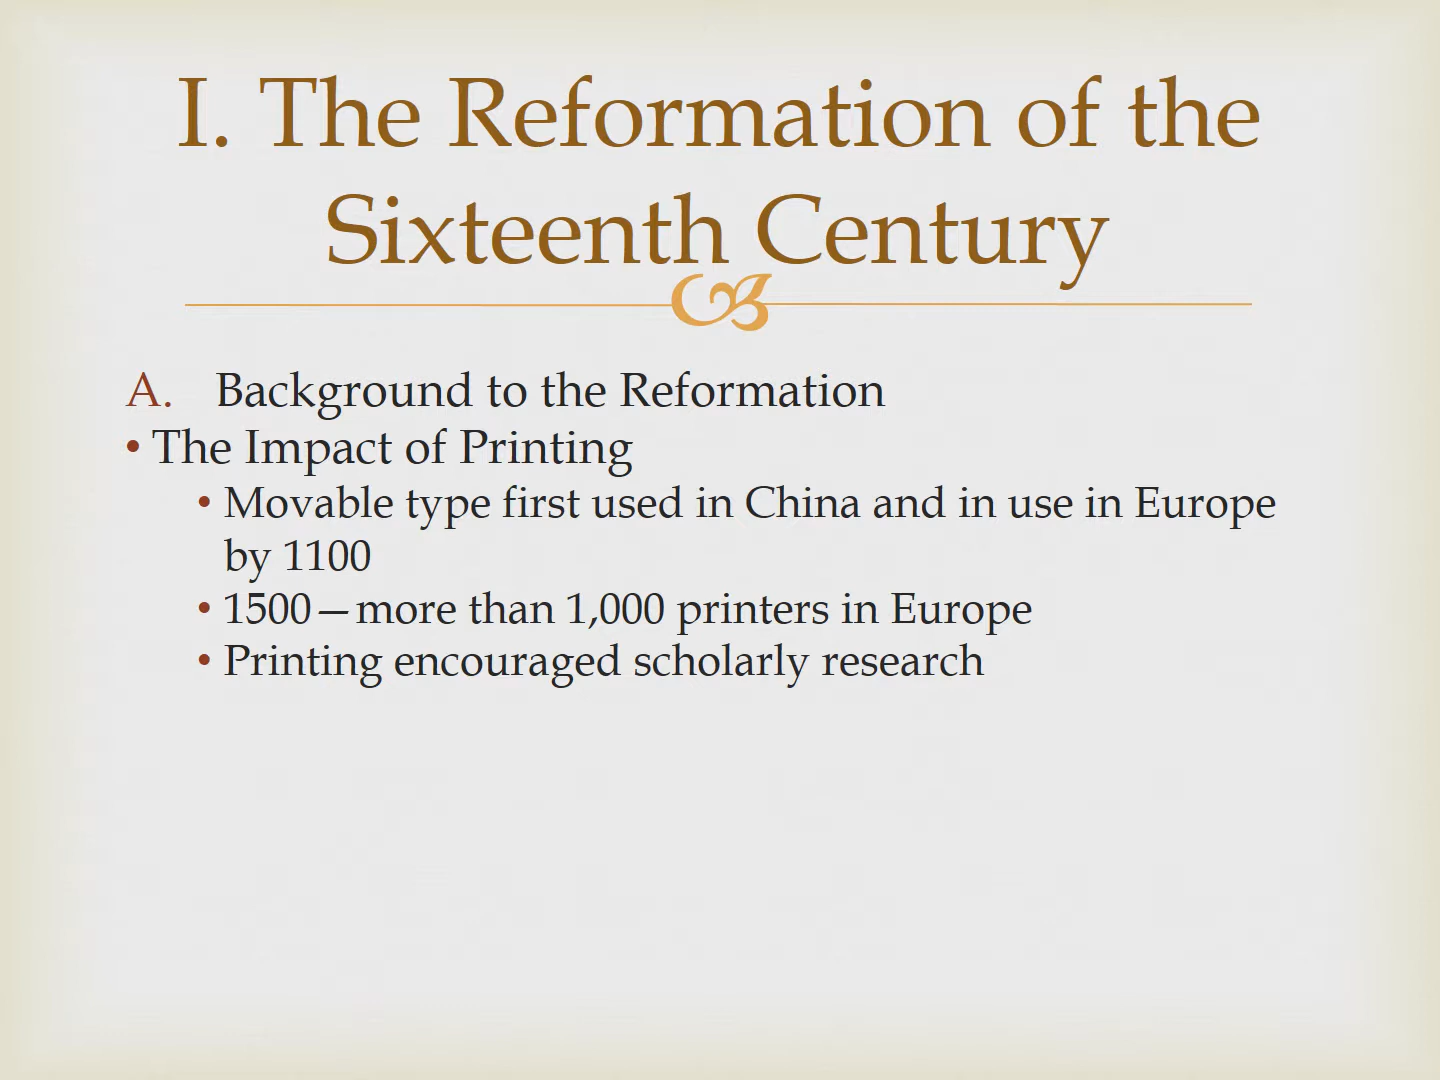 I. The Reformation of the
Sixteenth Century
A. Background to the Reformation
• The Impact of Printing
• Movable type first used in China and in use in Europe
by 1100
• 1500—more than 1,000 printers in Europe
• Printing encouraged scholarly research